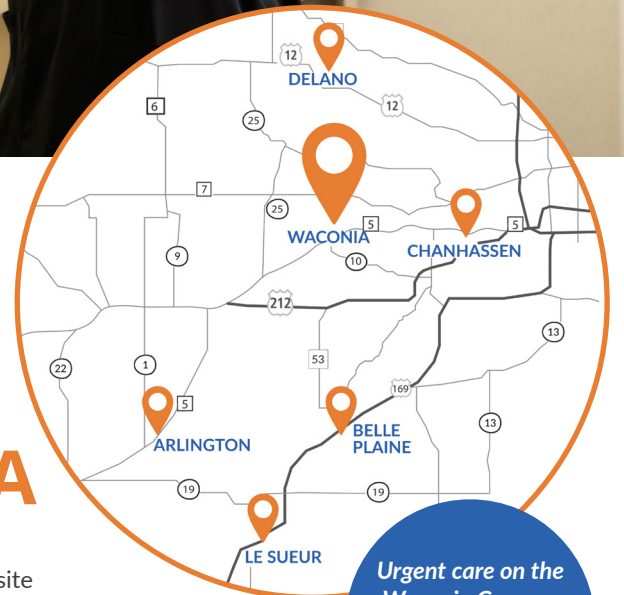 12
DELANO
6
12
25
7
25
WACONIA
5
5
CHANHASSEN
9
10
212
13
53
22
1
169
5
13
ARLINGTON
BELLE
PLAINE
A
19
19
LE SUEUR
Urgent care on the
site